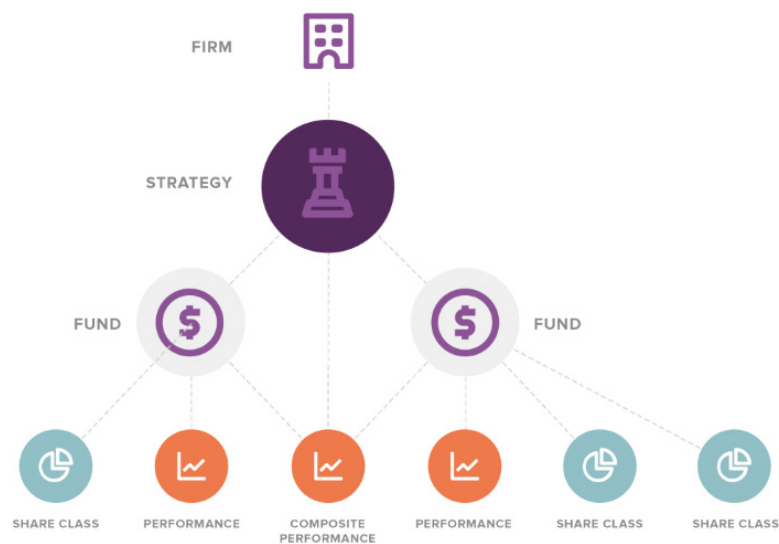 FIRM
STRATEGY
FUND
FUND
SHARE CLASS
PERFORMANCE
COMPOSITE
PERFORMANCE
PERFORMANCE
SHARE CLASS
SHARE CLASS